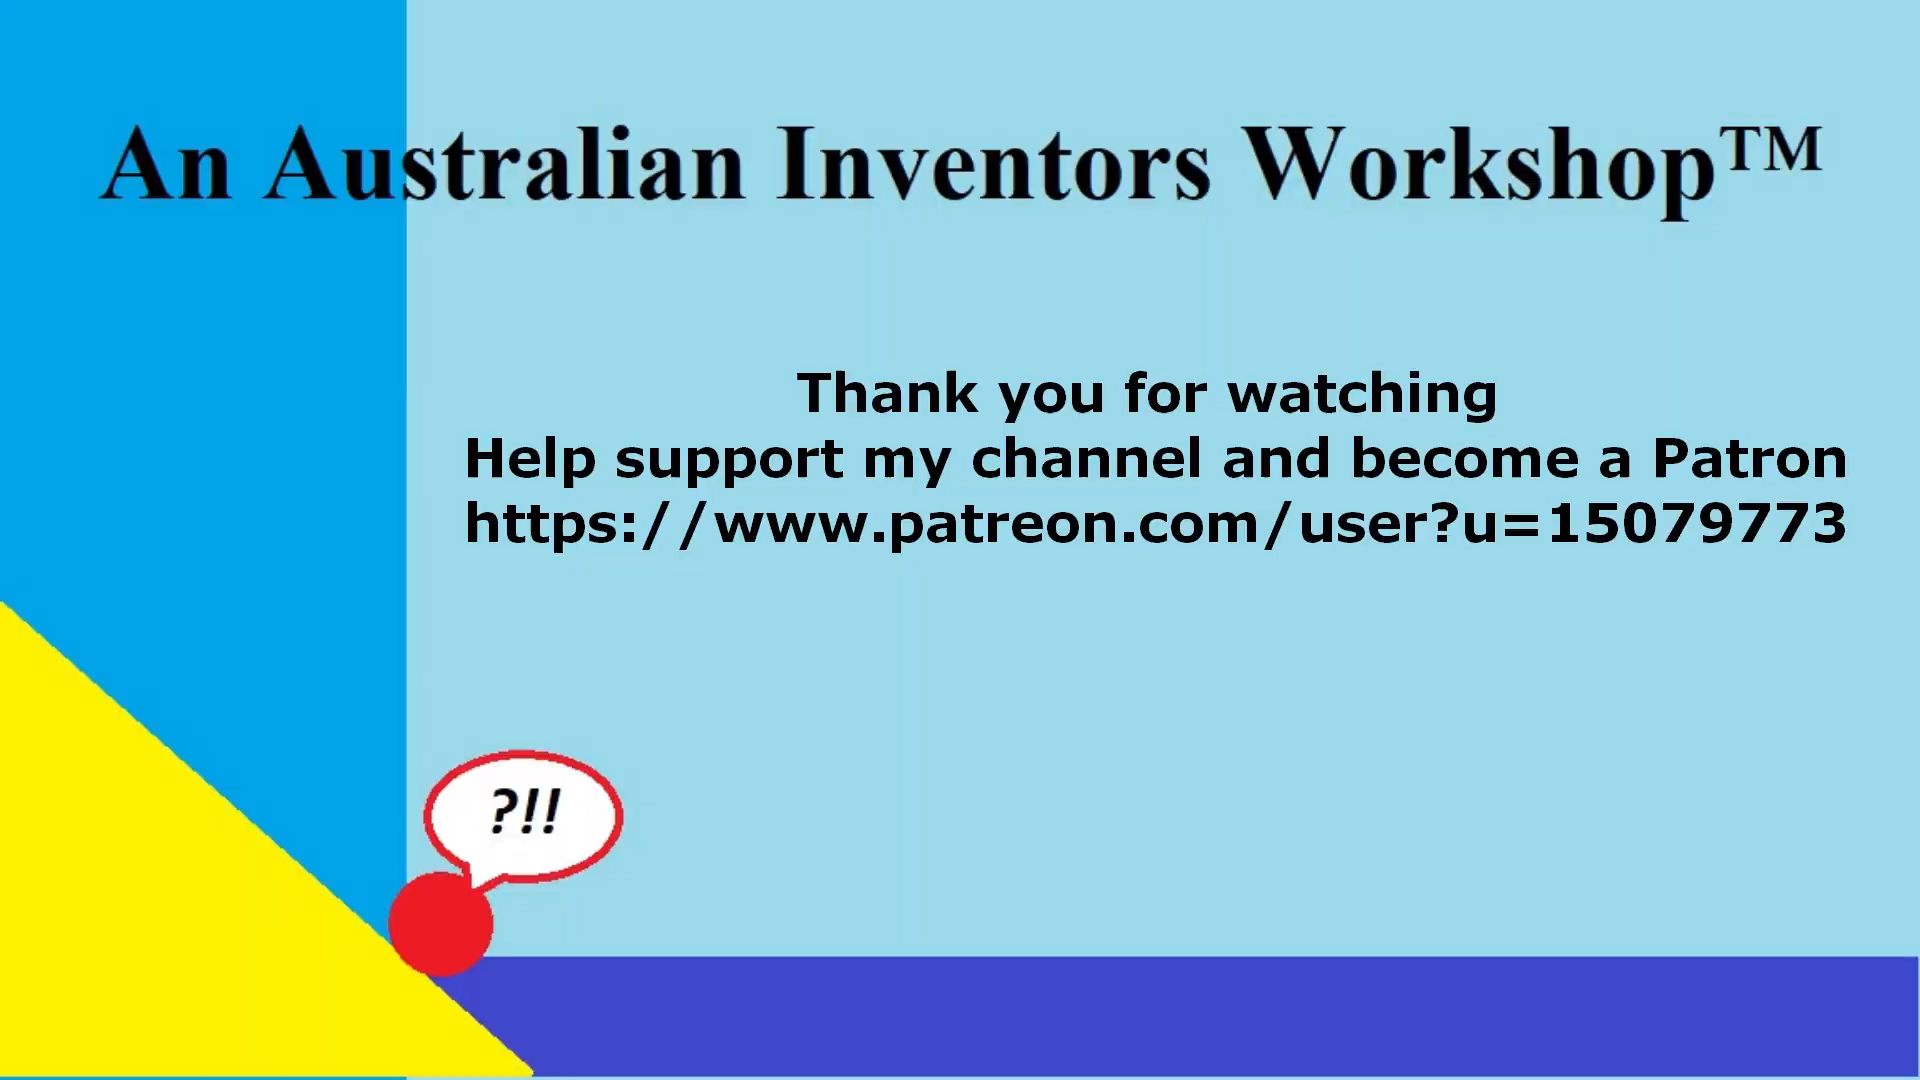 An Australian Inventors Workshop™
Thank you for watching
Help support my channel and become a Patron
https://www.patreon.com/user?u=15079773
?!!